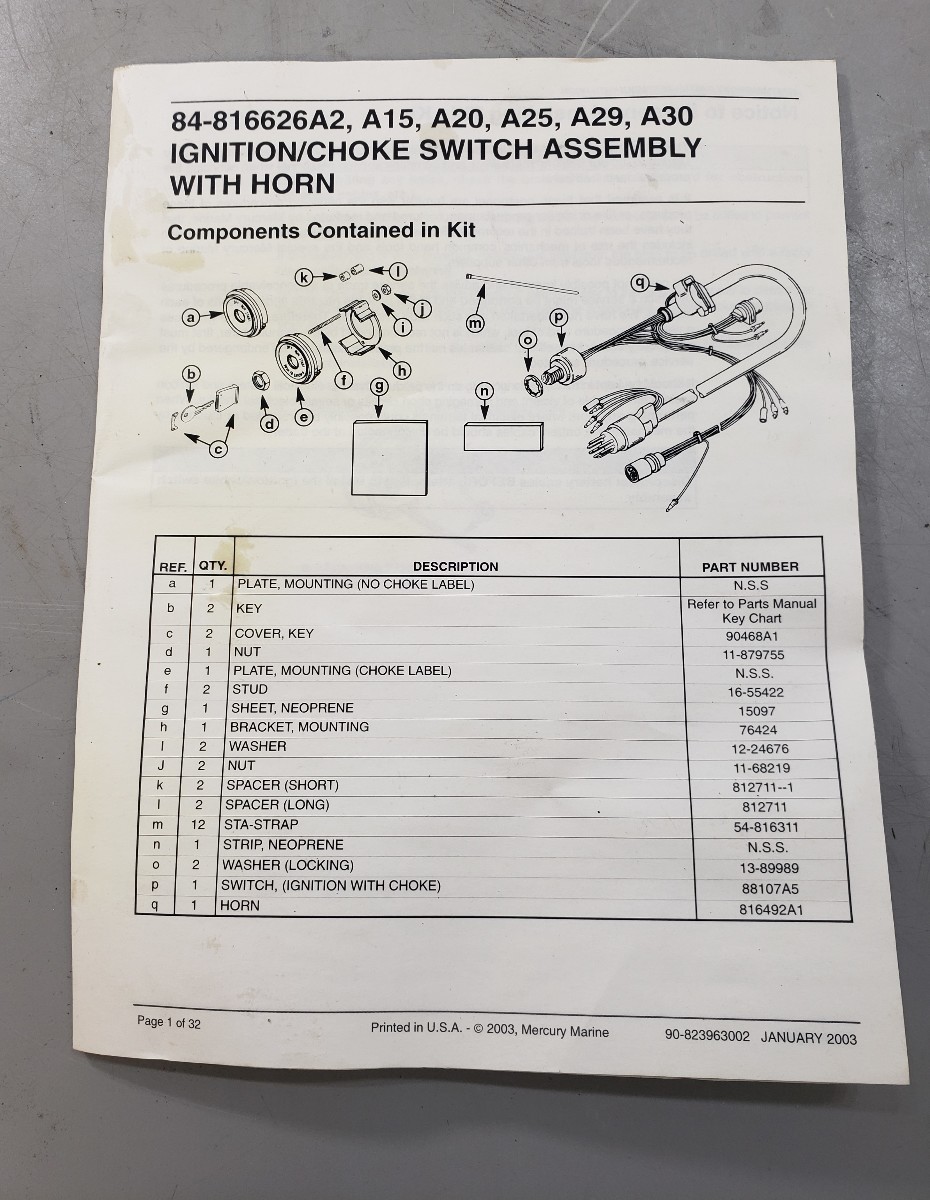 84-816626A2, A15, A20, A25, A29, A30
IGNITION/CHOKE SWITCH ASSEMBLY
WITH HORN
Components Contained in Kit
k l
a
j
i
m
q
p
o
h
f
g
b
n
d
e
c
REF. QTY. DESCRIPTION PART NUMBER
a 1 PLATE, MOUNTING (NO CHOKE LABEL) N.S.S
b 2 KEY Refer to Parts Manual
Key Chart
c 2 COVER, KEY 90468A1
d 1 NUT 11-879755
e 1 PLATE, MOUNTING (CHOKE LABEL) N.S.S.
f 2 STUD 16-55422
g 1 SHEET, NEOPRENE 15097
h 1 BRACKET, MOUNTING 76424
I 2 WASHER 12-24676
J 2 NUT 11-68219
k 2 SPACER (SHORT) 812711--1
l 2 SPACER (LONG) 812711
m 12 STA-STRAP 54-816311
n 1 STRIP, NEOPRENE N.S.S.
o 2 WASHER (LOCKING) 13-89989
p 1 SWITCH, (IGNITION WITH CHOKE) 88107A5
q 1 HORN 816492A1
Page 1 of 32 Printed in U.S.A. - © 2003, Mercury Marine 90-823963002 JANUARY 2003